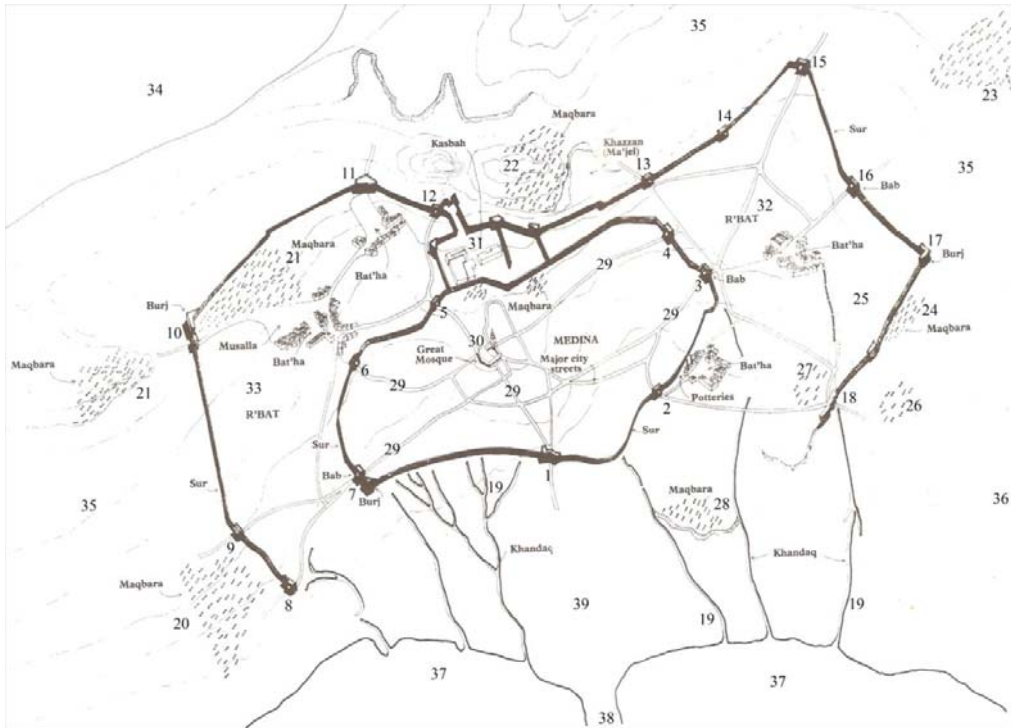 35
15
34
23
14
Maqbara
Sur
Kasbah
Khazzan
(Ma'jel)
22
13
35
11
16
Bab
12
32
R'BAT
31
Maqbara
21
4
17
Burj
29
Bat'ha
Bat'ha
3
Bab
25
Burj
5
Maqbara
24
10
29
Maqbara
Musalla
30
MEDINA
Great
Mosque
Major city
streets
Bat'ha
6
Bat'ha
Maqbara
21
33
29
29
27
Potteries
18
26
R'BAT
2
Sur
29
Sur
1
Bab
7
Burj
19
Sur
Maqbara
28
35
36
9
Khandaq
Khandaq
Maqbara
8
20
39
19
19
37
37
38